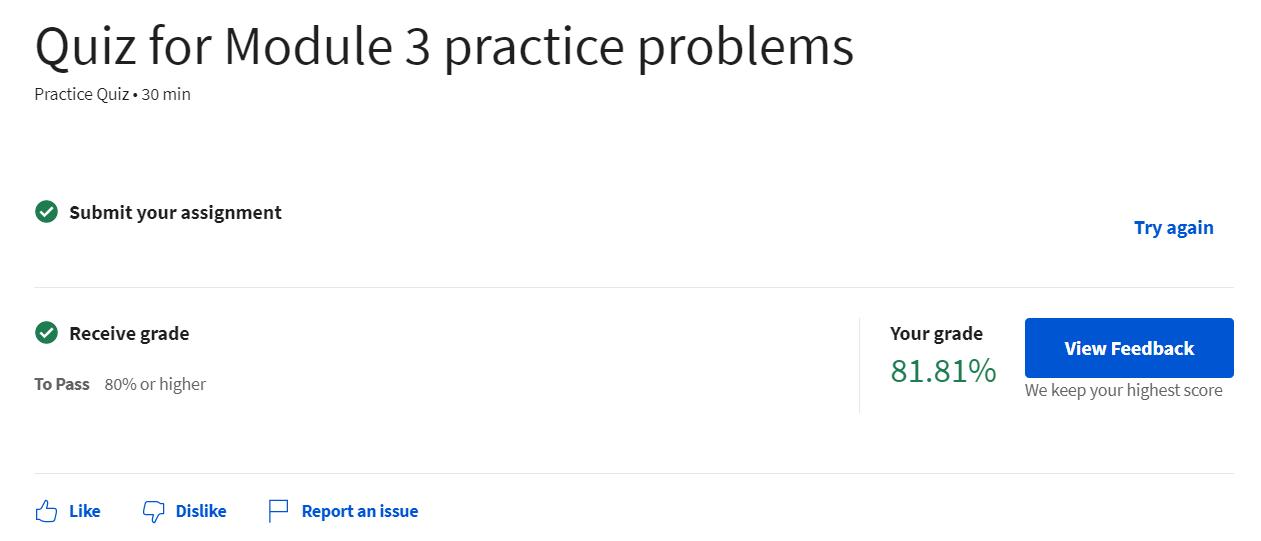 Quiz for Module 3 practice problems
Practice Quiz • 30 min
Submit your assignment
Try again
Receive grade
To Pass 80% or higher
Your grade
81.81%
View Feedback
We keep your highest score
Like
Dislike
Report an issue